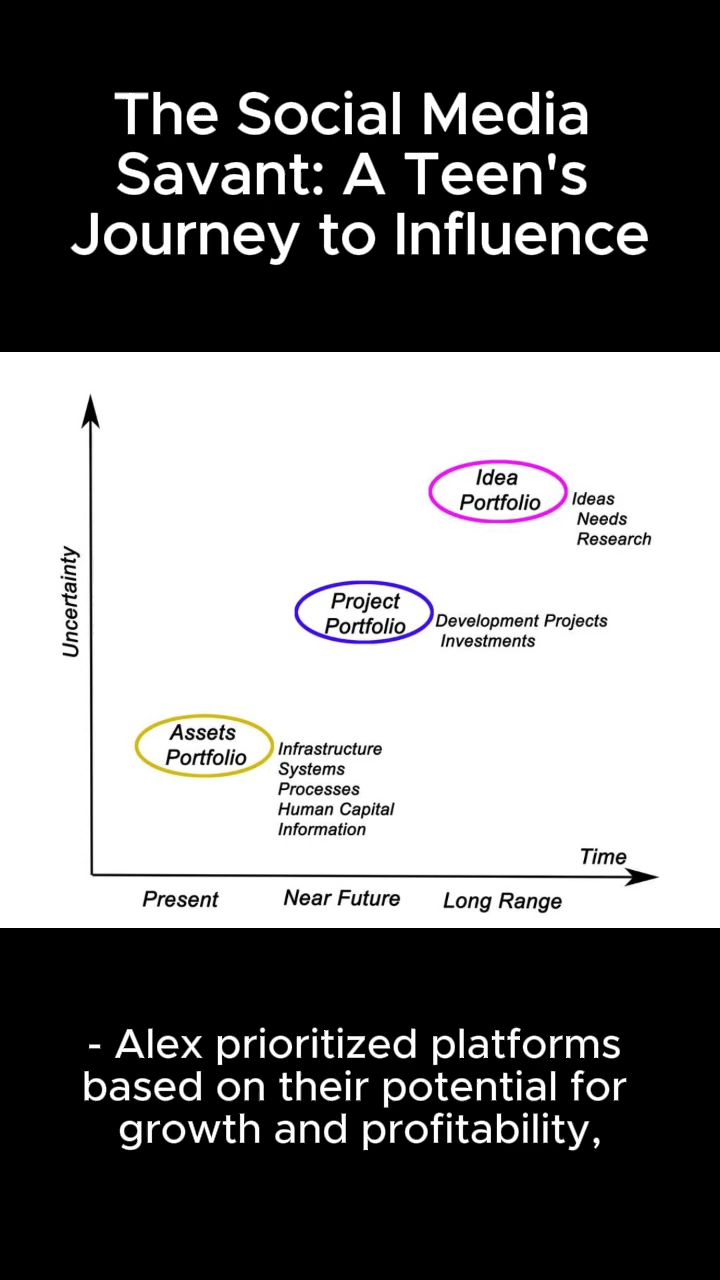 The Social Media
Savant: A Teen's
Journey to Influence
Uncertainty
Idea
Portfolio
Ideas
Needs
Research
Project
Portfolio
Development Projects
Investments
Assets
Portfolio
Infrastructure
Systems
Processes
Human Capital
Information
Time
Present
Near Future
Long Range
- Alex prioritized platforms
based on their potential for
growth and profitability,